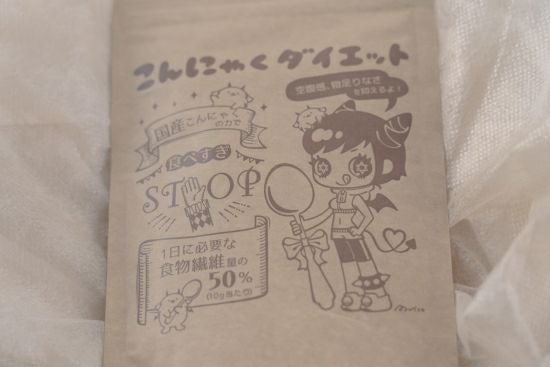 こんにゃくダイエット
空腹感、物足りなさ
を抑えるよ!
国産こんにゃく
の力で
食べすぎ
STOP
1日に必要な
食物繊維量の
50%
(10g当たり)